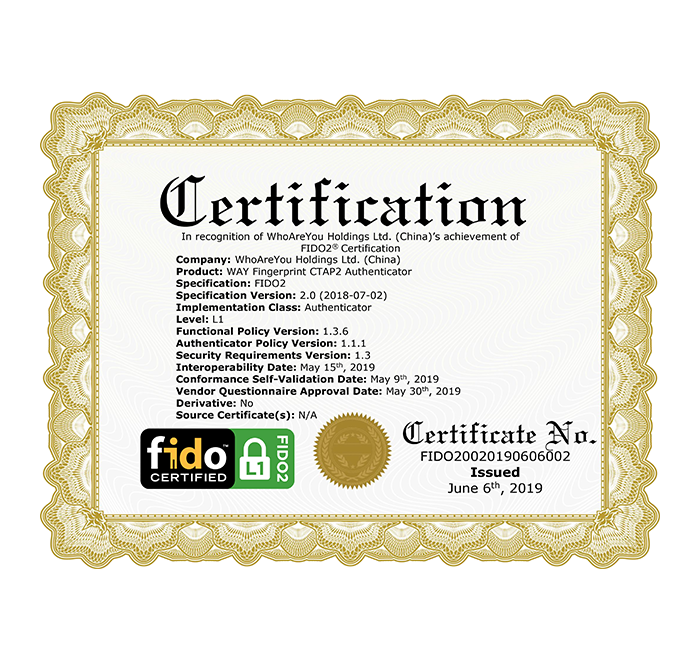 Certification
In recognition of WhoAreYou Holdings Ltd. (China)'s achievement of
FIDO2® Certification
Company: WhoAreYou Holdings Ltd. (China)
Product: WAY Fingerprint CTAP2 Authenticator
Specification: FIDO2
Specification Version: 2.0 (2018-07-02)
Implementation Class: Authenticator
Level: L1
Functional Policy Version: 1.3.6
Authenticator Policy Version: 1.1.1
Security Requirements Version: 1.3
Interoperability Date: May 15th, 2019
Conformance Self-Validation Date: May 9th, 2019
Vendor Questionnaire Approval Date: May 30th, 2019
Derivative: No
Source Certificate(s): N/A
fido™
CERTIFIED
L1
FIDO2
Certificate No.
FIDO20020190606002
Issued
June 6th, 2019